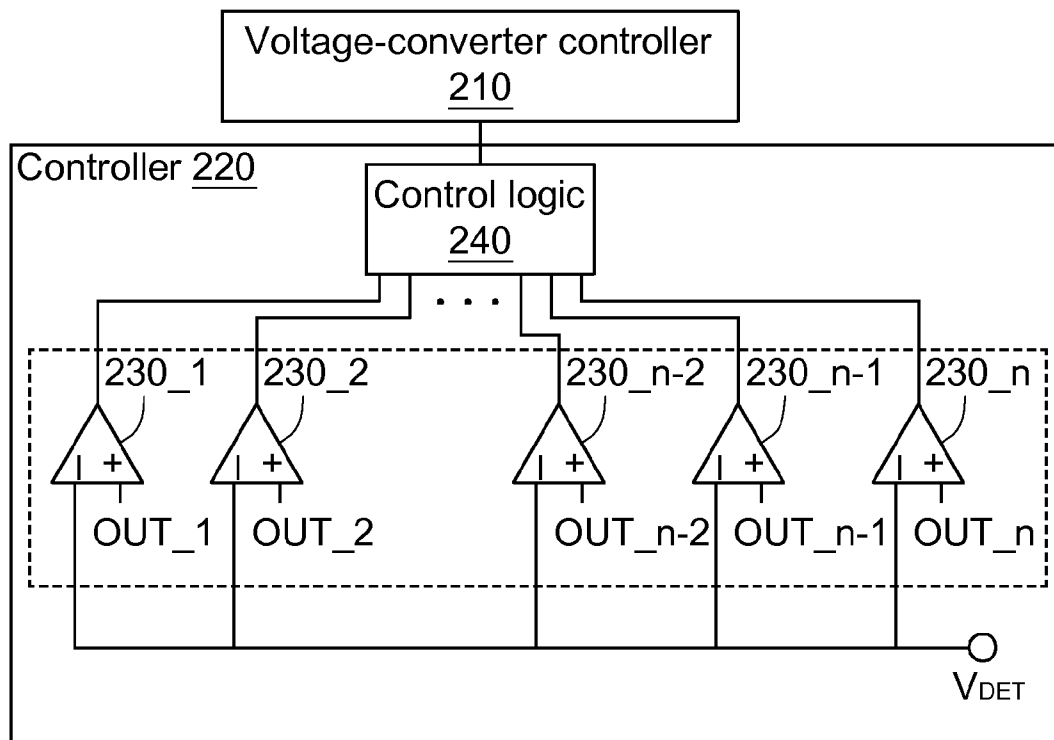 Voltage-converter controller
210
Controller 220
Control logic
240
. . .
230_1 230_2 230_n-2 230_n-1 230_n
− + − + − + − + − +
OUT_1 OUT_2 OUT_n-2 OUT_n-1 OUT_n
VDET